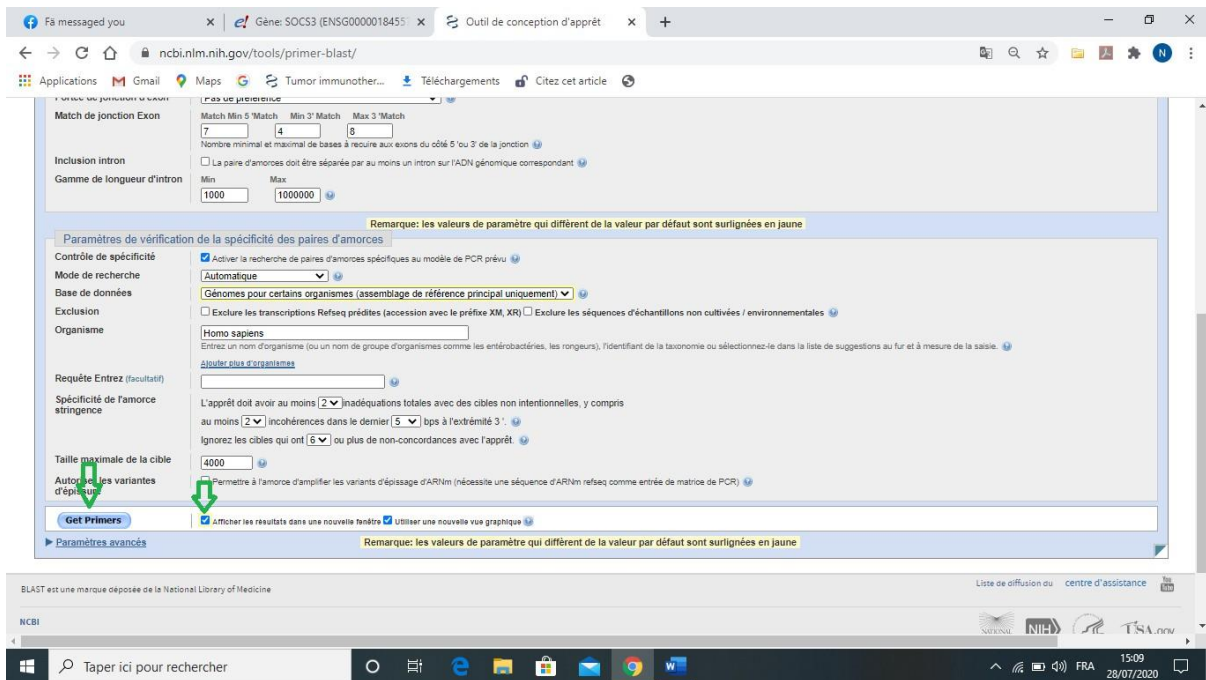 Fä messaged you
Gène: SOCS3 (ENSG0000018455
Outil de conception d'apprêt
ncbi.nlm.nih.gov/tools/primer-blast/
N
Applications Gmail Maps Tumor immunother... Téléchargements Citez cet article
Portée de jonction d'exon Pas de préférence
Match de jonction Exon Match Min 5 'Match Min 3' Match Max 3 'Match
7 4 8
Nombre minimal et maximal de bases à recuire aux exons du côté 5 'ou 3' de la jonction
Inclusion intron La paire d'amorces doit être séparée par au moins un intron sur l'ADN génomique correspondant
Gamme de longueur d'intron Min Max
1000 1000000
Remarque: les valeurs de paramètre qui diffèrent de la valeur par défaut sont surlignées en jaune
Paramètres de vérification de la spécificité des paires d'amorces
Contrôle de spécificité Activer la recherche de paires d'amorces spécifiques au modèle de PCR prévu
Mode de recherche Automatique
Base de données Génomes pour certains organismes (assemblage de référence principal uniquement)
Exclusion Exclure les transcriptions Refseq prédites (accession avec le préfixe XM, XR) Exclure les séquences d'échantillons non cultivées / environnementales
Organisme Homo sapiens
Entrez un nom d'organisme (ou un nom de groupe d'organismes comme les entérobactéries, les rongeurs), l'identifiant de la taxonomie ou sélectionnez-le dans la liste de suggestions au fur et à mesure de la saisie.
Ajouter plus d'organismes
Requête Entrez (facultatif)
Spécificité de l'amorce stringence L'apprêt doit avoir au moins 2 inadéquations totales avec des cibles non intentionnelles, y compris
au moins 2 incohérences dans le dernier 5 bps à l'extrémité 3 '.
Ignorez les cibles qui ont 6 ou plus de non-concordances avec l'apprêt.
Taille maximale de la cible 4000
Autoriser les variantes d'épissure Permettre à l'amorce d'amplifier les variants d'épissage d'ARNm (nécessite une séquence d'ARNm refseq comme entrée de matrice de PCR)
Get Primers Afficher les résultats dans une nouvelle fenêtre Utiliser une nouvelle vue graphique
Paramètres avancés Remarque: les valeurs de paramètre qui diffèrent de la valeur par défaut sont surlignées en jaune
BLAST est une marque déposée de la National Library of Medicine Liste de diffusion du centre d'assistance You Tube
NCBI NATIONAL NIH USA.gov
Taper ici pour rechercher FRA 15:09
28/07/2020